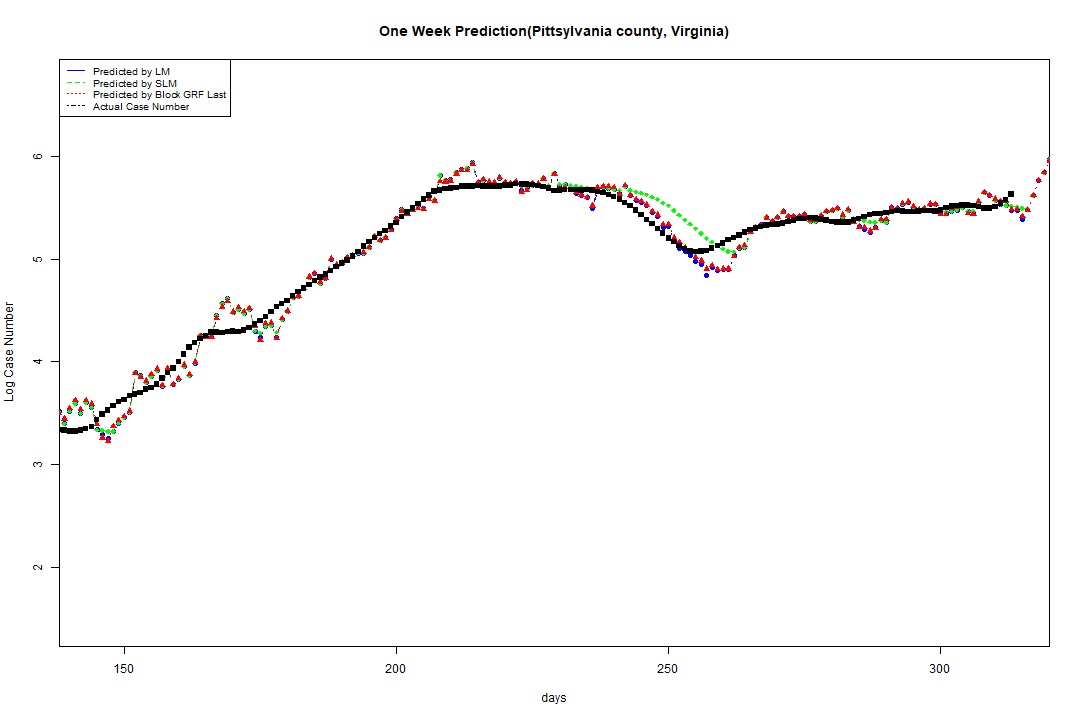 One Week Prediction(Pittsylvania county, Virginia)
Predicted by LM
Predicted by SLM
Predicted by Block GRF Last
Actual Case Number
6
5
4
3
2
Log Case Number
150 200 250 300
days